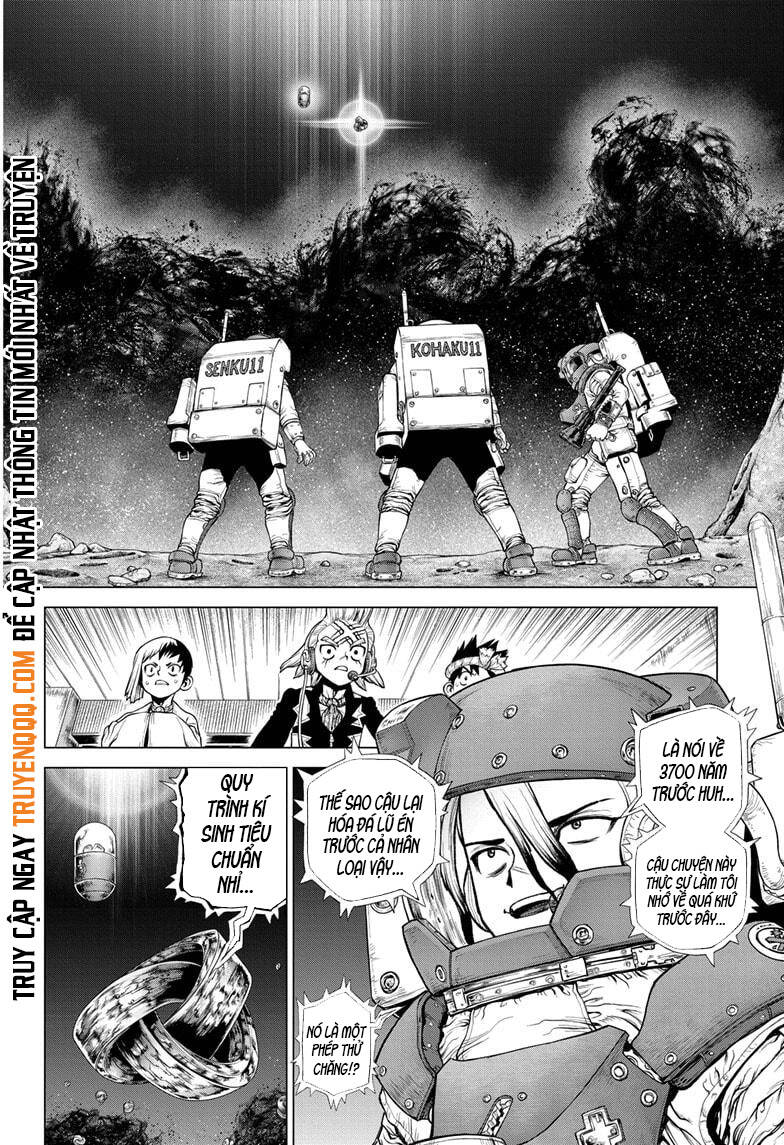 TRUY CẬP NGAY TRUYENQQQ.COM ĐỂ CẬP NHẬT THÔNG TIN MỚI NHẤT VỀ TRUYỆN
SENKU11
KOHAKU11
LÀ NÓI VỀ
3700 NĂM
TRƯỚC HUH...
CÂU CHUYỆN NÀY
THỰC SỰ LÀM TÔI
NHỚ VỀ QUÁ KHỨ
TRƯỚC ĐÂY...
THẾ SAO CẬU LẠI
HÓA ĐÁ LŨ ÉN
TRƯỚC CẢ NHÂN
LOẠI VẬY...
NÓ LÀ MỘT
PHÉP THỬ
CHĂNG!?
QUY
TRÌNH KÍ
SINH TIÊU
CHUẨN
NHỈ...